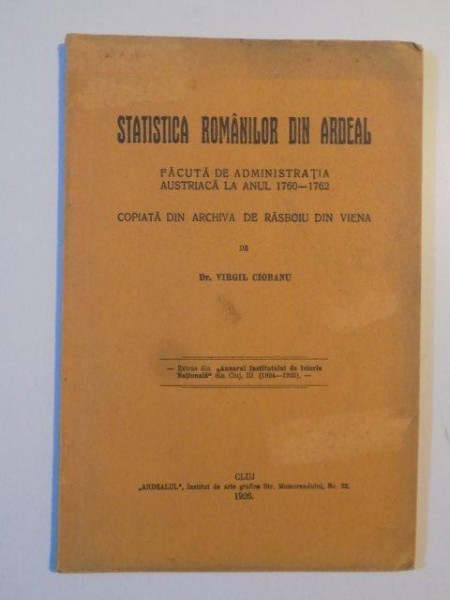 STATISTICA ROMÂNILOR DIN ARDEAL
FĂCUTĂ DE ADMINISTRAȚIA
AUSTRIACĂ LA ANUL 1760—1762
COPIATĂ DIN ARCHIVA DE RĂSBOIU DIN VIENA
DE
Dr. VIRGIL CIOBANU
— Extras din „Anuarul Institutului de Istorie
Națională" din Cluj, III. (1924—1925). —
CLUJ
„ARDEALUL", Institut de arte grafice Str. Memorandului, No. 22.
1926.